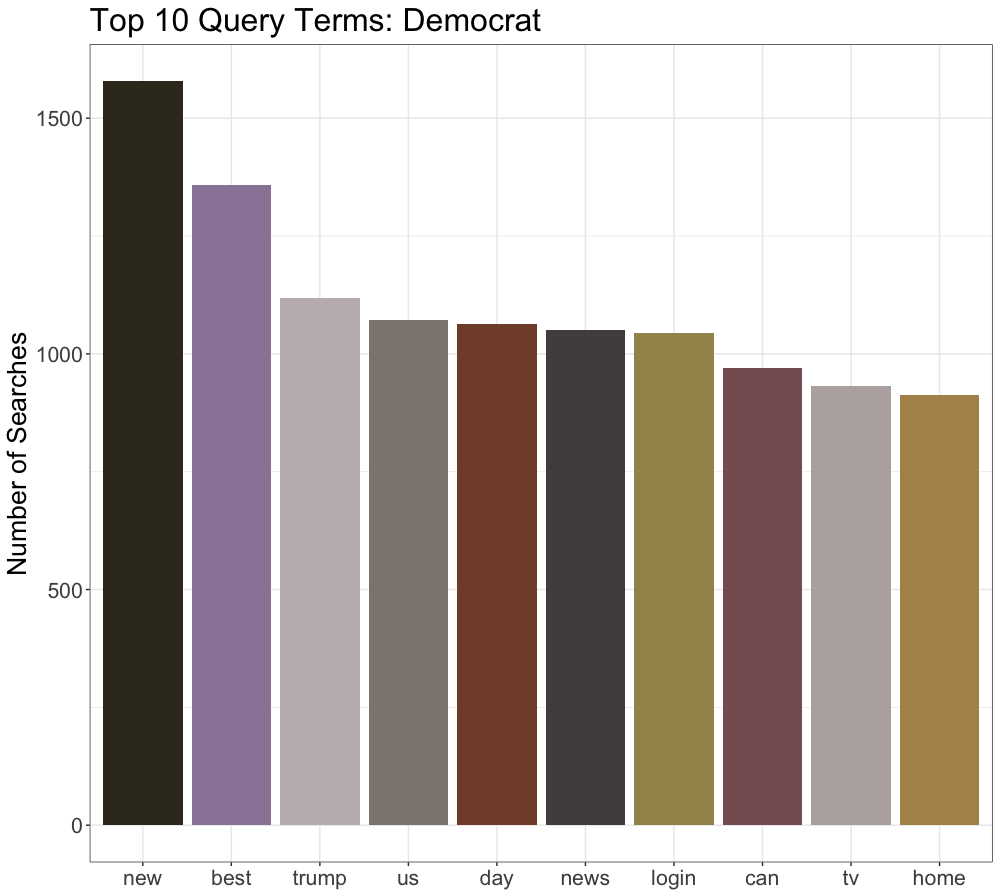 Top 10 Query Terms: Democrat
Number of Searches
1500
1000
500
0
new best trump us day news login can tv home